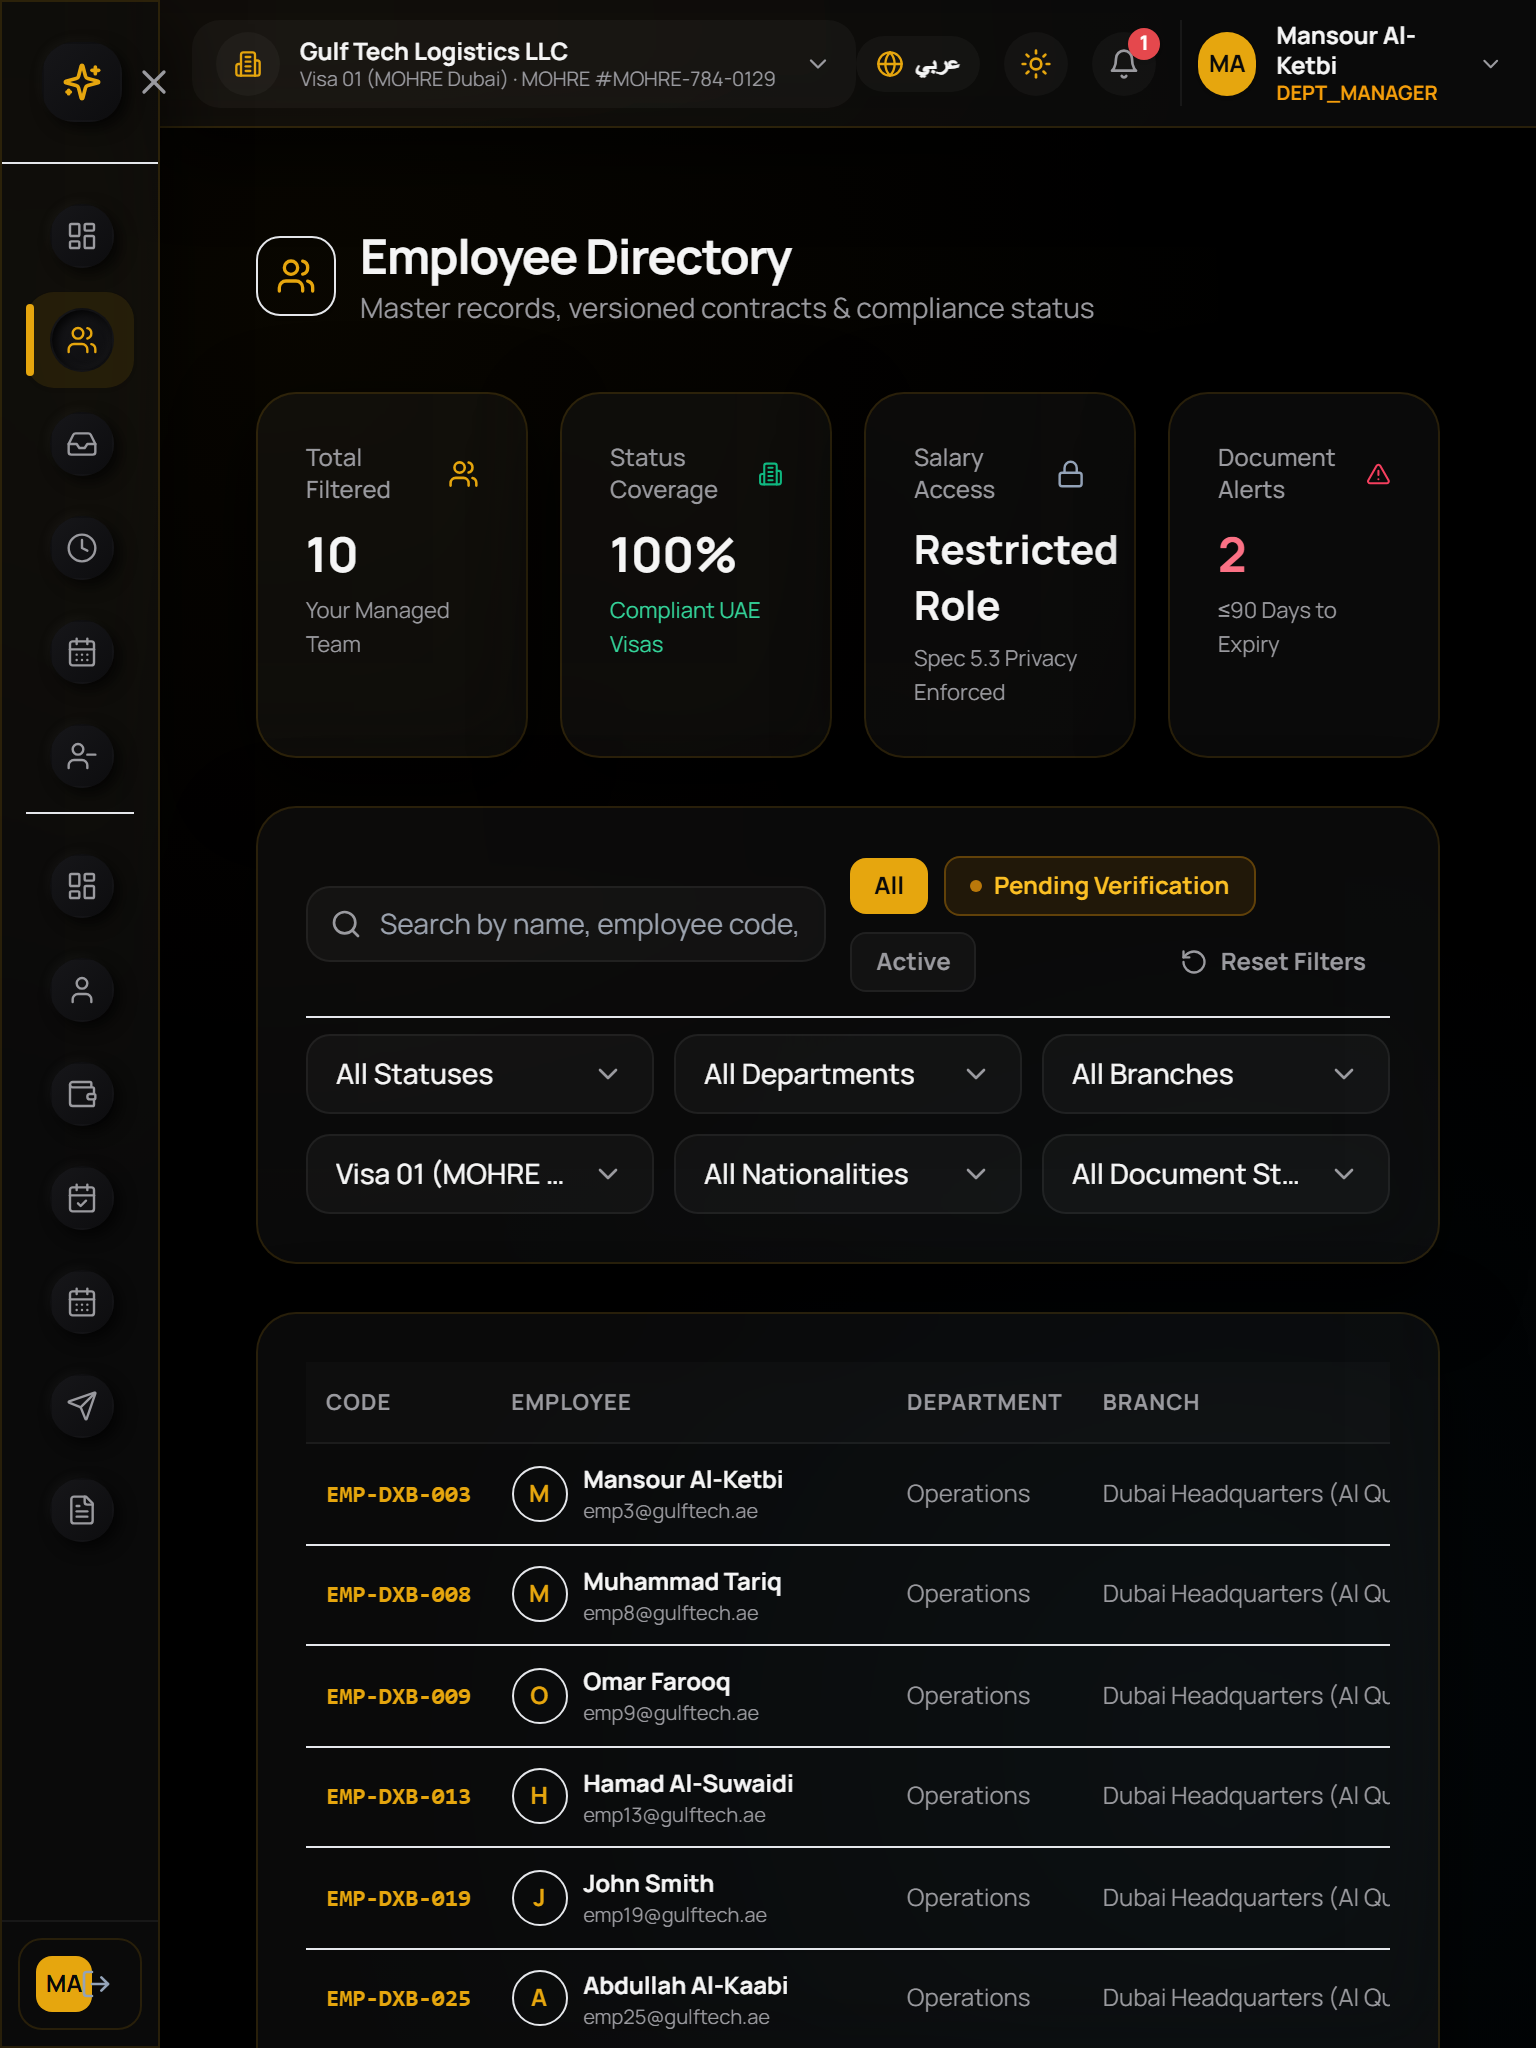 Gulf Tech Logistics LLC
Visa 01 (MOHRE Dubai) · MOHRE #MOHRE-784-0129
عربي
1
MA
Mansour Al-
Ketbi
DEPT_MANAGER
Employee Directory
Master records, versioned contracts & compliance status
Total
Filtered
10
Your Managed
Team
Status
Coverage
100%
Compliant UAE
Visas
Salary
Access
Restricted
Role
Spec 5.3 Privacy
Enforced
Document
Alerts
2
≤90 Days to
Expiry
Search by name, employee code,
All
Pending Verification
Active
Reset Filters
All Statuses
All Departments
All Branches
Visa 01 (MOHRE ...
All Nationalities
All Document St...
CODE EMPLOYEE DEPARTMENT BRANCH
EMP-DXB-003 M Mansour Al-Ketbi Operations Dubai Headquarters (Al Qu
emp3@gulftech.ae
EMP-DXB-008 M Muhammad Tariq Operations Dubai Headquarters (Al Qu
emp8@gulftech.ae
EMP-DXB-009 O Omar Farooq Operations Dubai Headquarters (Al Qu
emp9@gulftech.ae
EMP-DXB-013 H Hamad Al-Suwaidi Operations Dubai Headquarters (Al Qu
emp13@gulftech.ae
EMP-DXB-019 J John Smith Operations Dubai Headquarters (Al Qu
emp19@gulftech.ae
EMP-DXB-025 A Abdullah Al-Kaabi Operations Dubai Headquarters (Al Qu
emp25@gulftech.ae
MA